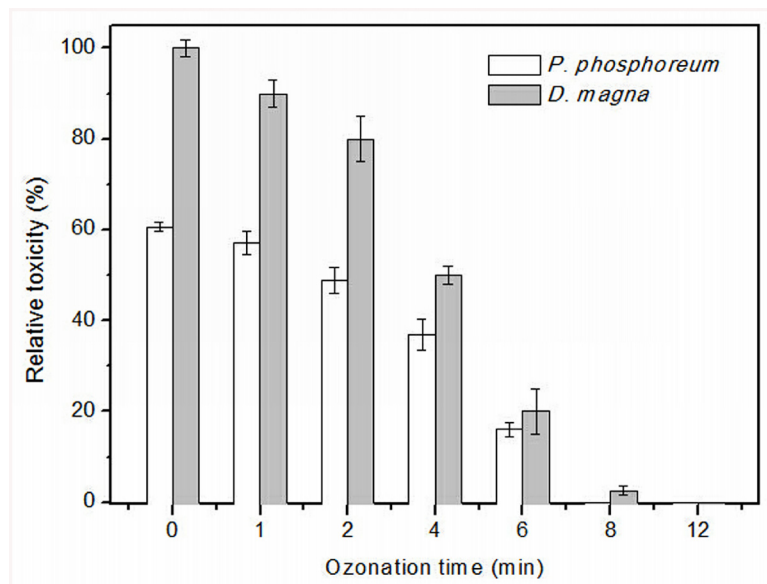 100
80
60
40
20
0
Relative toxicity (%)
P. phosphoreum
D. magna
0 1 2 4 6 8 12
Ozonation time (min)